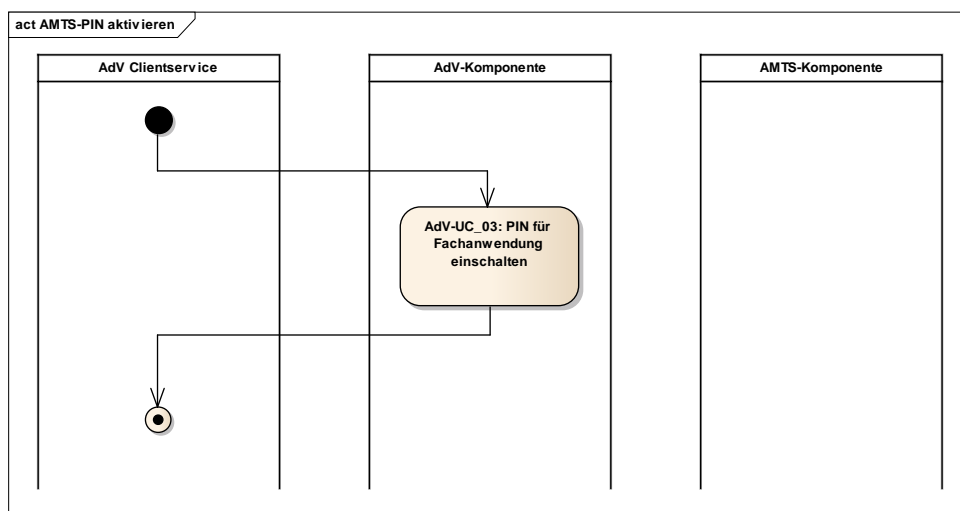 act AMTS-PIN aktivieren
AdV Clientservice
AdV-Komponente
AMTS-Komponente
AdV-UC_03: PIN für
Fachanwendung
einschalten